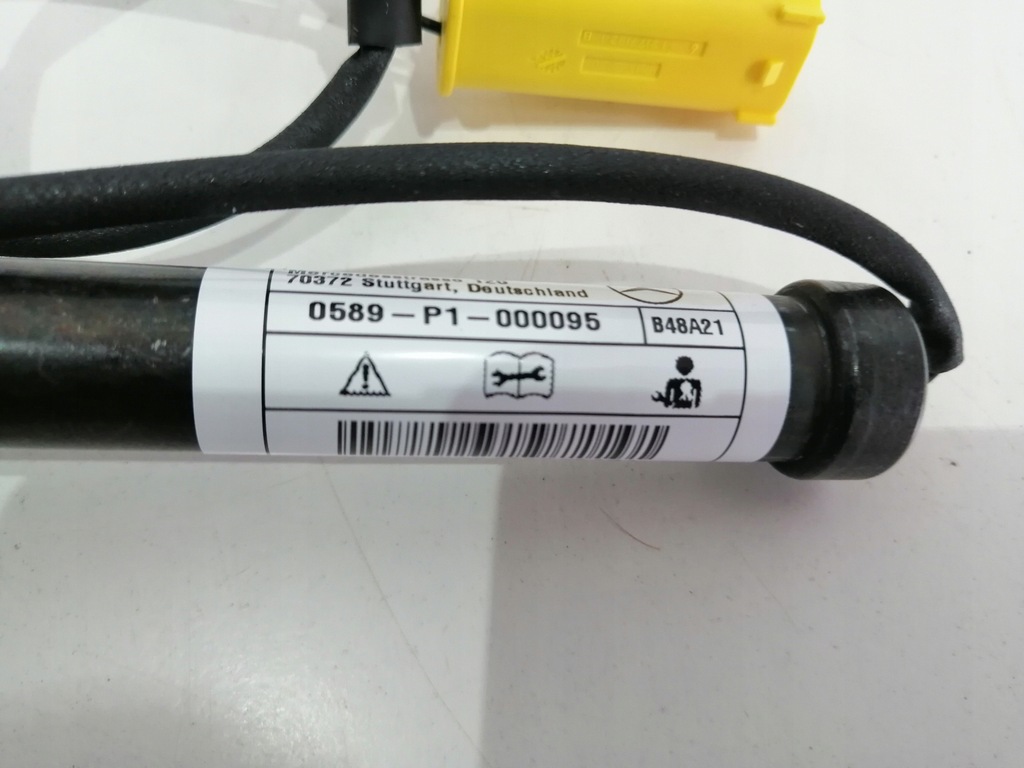 70372 Stuttgart, Deutschland
0589-P1-000095
B48A21